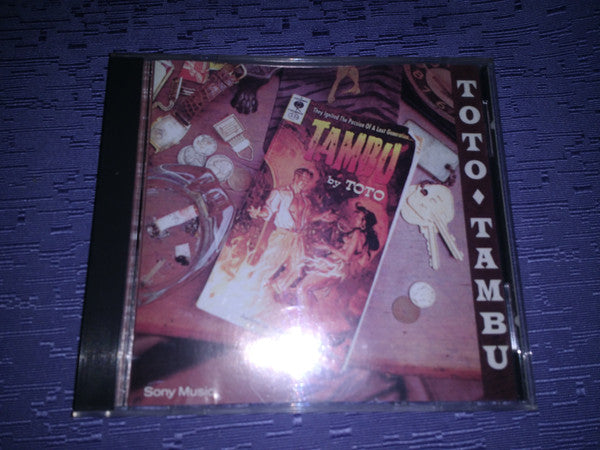 They Ignited The Passion Of A Lost Generation
TAMBU
by TOTO
TOTO ♦ TAMBU
Sony Music